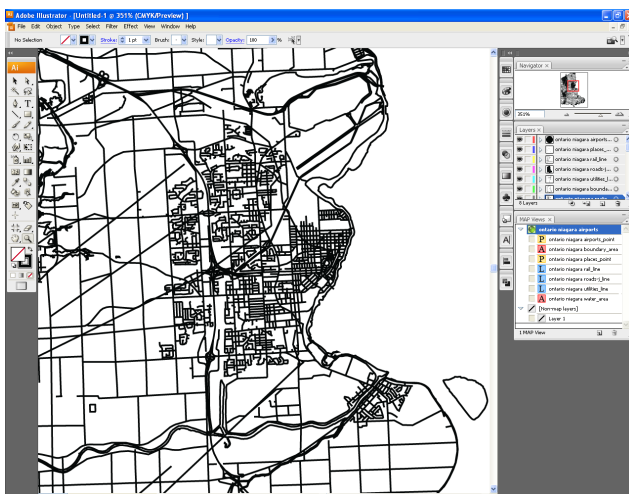 Adobe Illustrator - [Untitled-1 @ 351% (CMYK/Preview) ]
File Edit Object Type Select Filter Effect View Window Help
No Selection Stroke: 1 pt Brush: Style: Opacity: 100 %
Ai
Navigator
351%
Layers
ontario niagara airports...
ontario niagara places_...
ontario niagara rail_line
ontario niagara roads-j...
ontario niagara utilities_l...
ontario niagara bounda...
8 Layers
MAP Views
ontario niagara airports
P ontario niagara airports_point
A ontario niagara boundary_area
P ontario niagara places_point
L ontario niagara rail_line
L ontario niagara roads-j_line
L ontario niagara utilities_line
A ontario niagara water_area
[Non-map layers]
Layer 1
1 MAP View